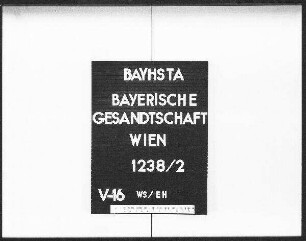 BAYHSTA
BAYERISCHE
GESANDTSCHAFT
WIEN
1238/2
V-16 WS/EH